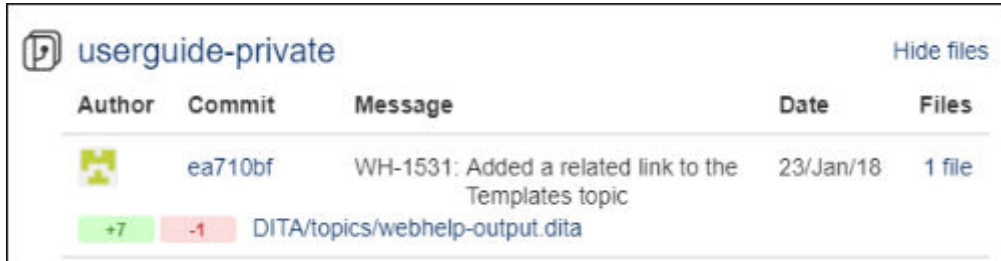 userguide-private Hide files
Author Commit Message Date Files
ea710bf WH-1531: Added a related link to the 23/Jan/18 1 file
Templates topic
+7 -1 DITA/topics/webhelp-output.dita